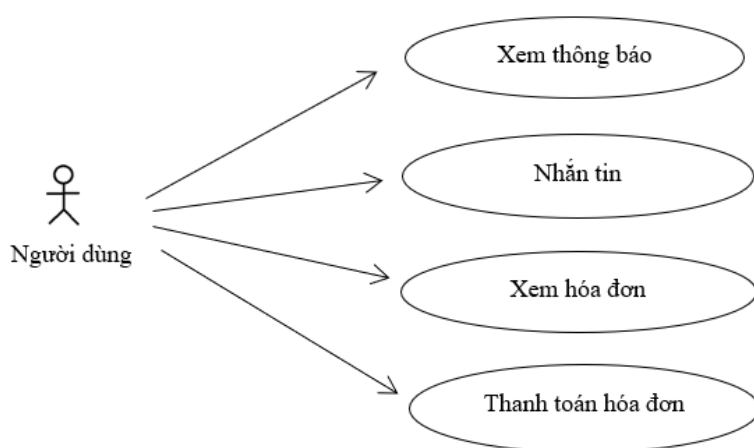 Xem thông báo
Nhắn tin
Người dùng
Xem hóa đơn
Thanh toán hóa đơn